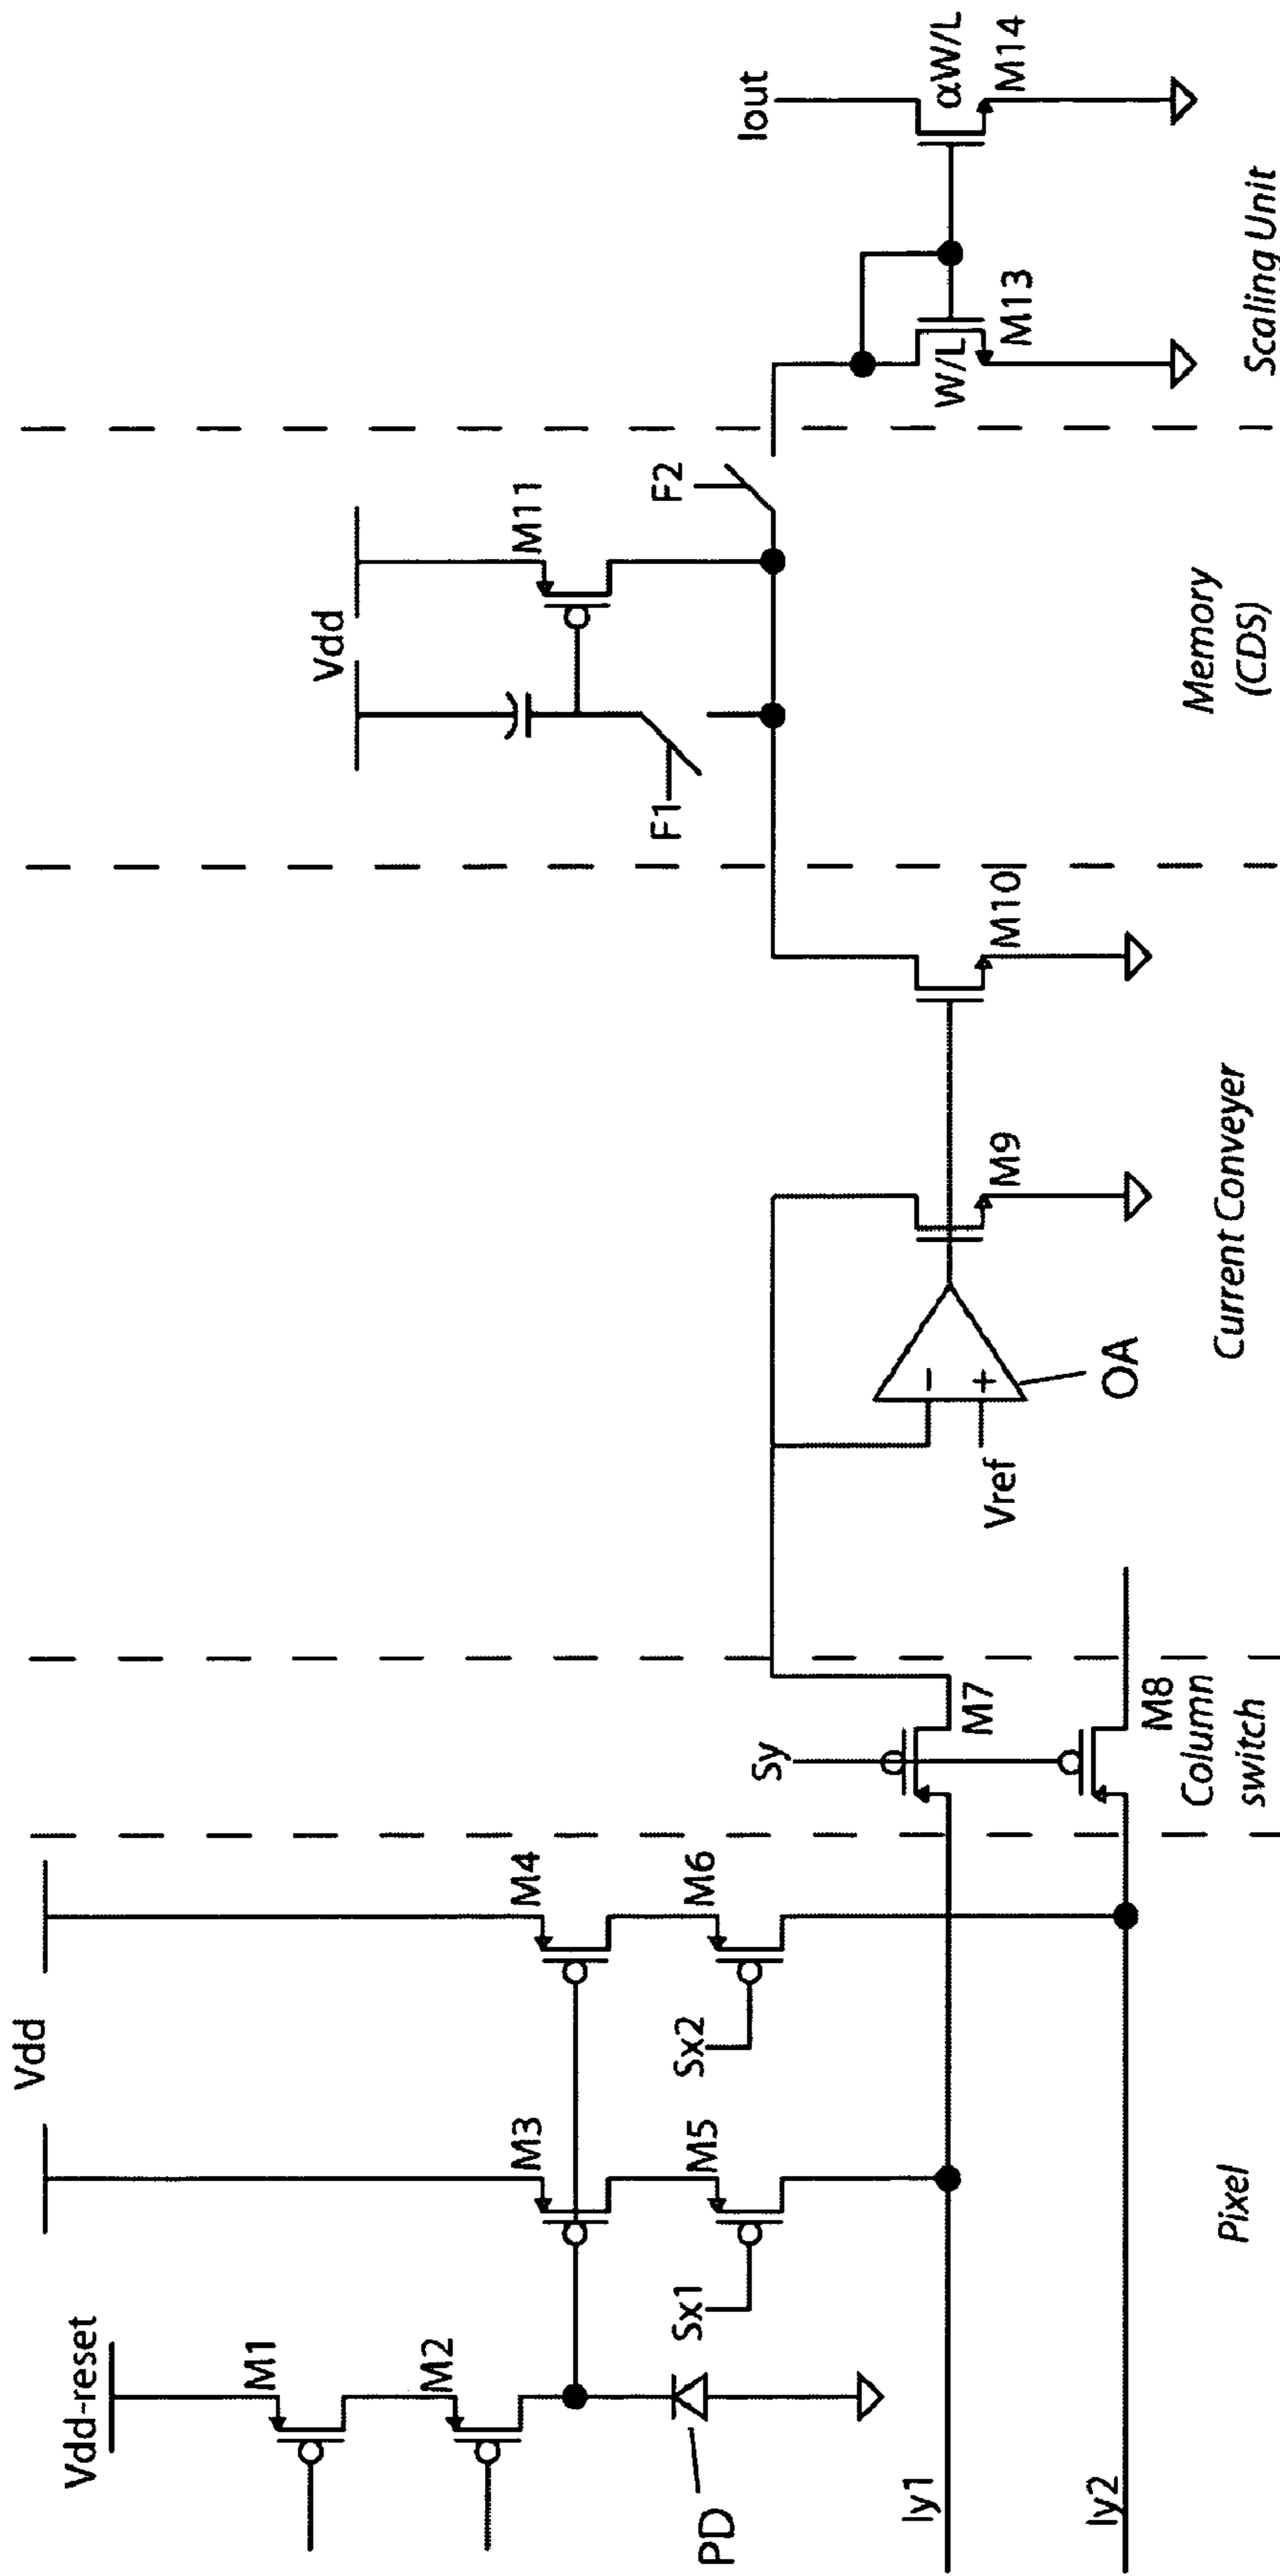 Vdd-reset
M1
M2
PD
Vdd
M3
M4
Sx1
M5
Sx2
M6
Iy1
Iy2
Pixel
Sy
M7
M8
Column
switch
Vref
-
+
OA
M9
M10
Current Conveyer
Vdd
M11
F1
F2
Memory
(CDS)
Iout
W/L
M13
αW/L
M14
Scaling Unit